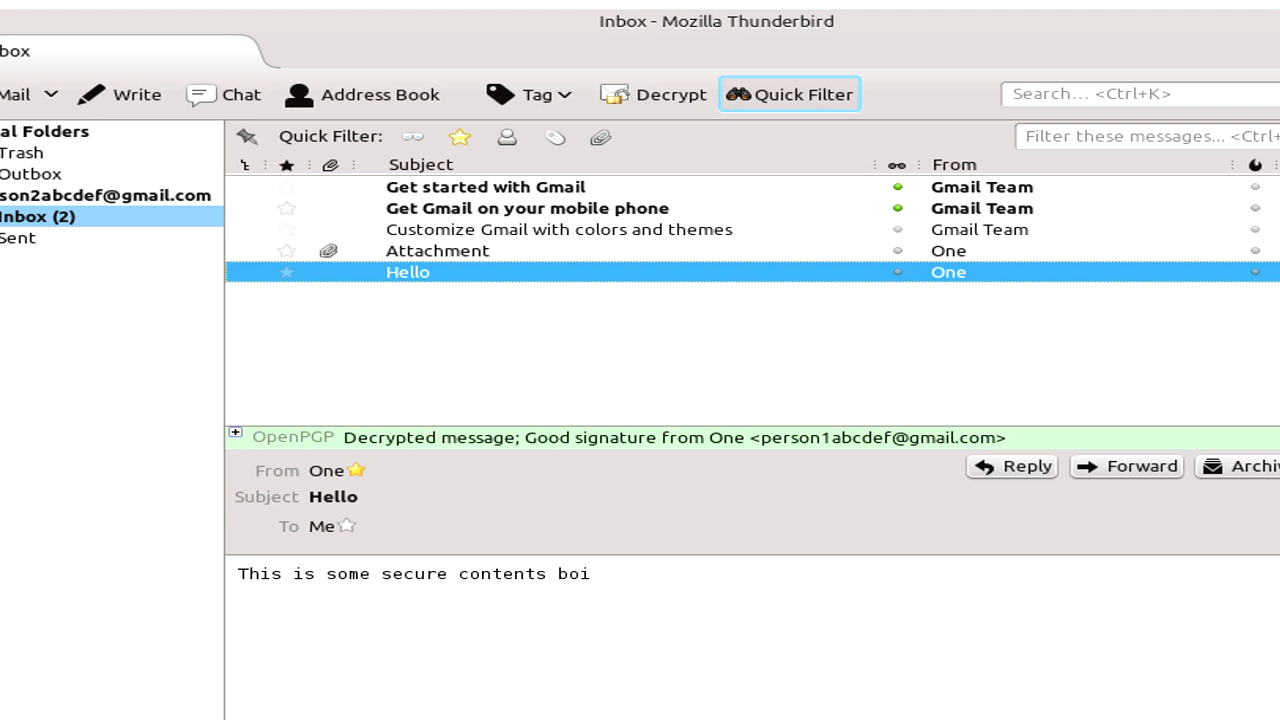 Inbox - Mozilla Thunderbird
box
Mail Write Chat Address Book Tag Decrypt Quick Filter Search... <Ctrl+K>
al Folders
Trash
Outbox
son2abcdef@gmail.com
Inbox (2)
Sent
Quick Filter: Filter these messages... <Ctrl+
Subject From
Get started with Gmail Gmail Team
Get Gmail on your mobile phone Gmail Team
Customize Gmail with colors and themes Gmail Team
Attachment One
Hello One
OpenPGP Decrypted message; Good signature from One <person1abcdef@gmail.com>
From One Reply Forward Archiv
Subject Hello
To Me
This is some secure contents boi